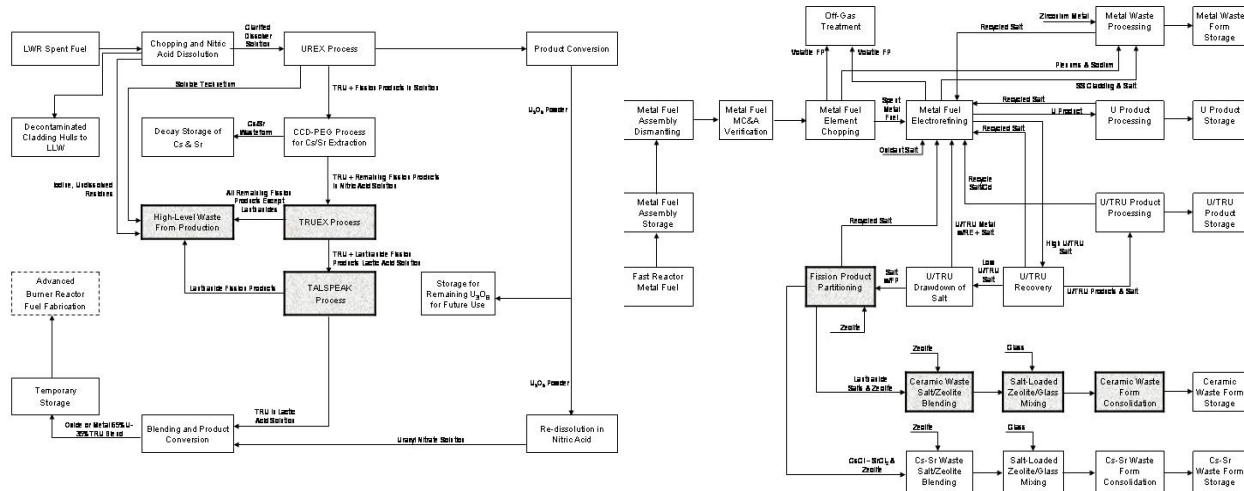 LWR Spent Fuel
Chopping and Nitric
Acid Dissolution
Clarified
Dissolver
Solution
UREX Process
Product Conversion
Soluble Technetium
TRU + Fission Products in Solution
U₃O₈ Powder
Decontaminated
Cladding Hulls to
LLW
Decay Storage of
Cs & Sr
Cs/Sr
Wasteform
CCD-PEG Process
for Cs/Sr Extraction
Iodine, Undissolved
Residues
TRU + Remaining Fission Products
in Nitric Acid Solution
High-Level Waste
From Production
All Remaining Fission
Products Except
Lanthanides
TRUEX Process
TRU + Lanthanide Fission
Products Lactic Acid Solution
Advanced
Burner Reactor
Fuel Fabrication
Lanthanide Fission Products
TALSPEAK
Process
Storage for
Remaining U₃O₈
for Future Use
U₃O₈ Powder
Temporary
Storage
TRU in Lactic
Acid Solution
Oxide or Metal 65%U-
35%TRU Blend
Blending and Product
Conversion
Uranyl Nitrate Solution
Re-dissolution in
Nitric Acid
Off-Gas
Treatment
Zirconium Metal
Recycled Salt
Metal Waste
Processing
Metal Waste
Form
Storage
Volatile FP
Volatile FP
Plenums & Sodium
SS Cladding & Salt
Metal Fuel
Assembly
Dismantling
Metal Fuel
MC&A
Verification
Metal Fuel
Element
Chopping
Spent
Metal
Fuel
Metal Fuel
Electrorefining
Recycled Salt
U Product
Recycled Salt
U Product
Processing
U Product
Storage
Oxidant Salt
Recycle
Salt/Cd
Metal Fuel
Assembly
Storage
Recycled Salt
U/TRU Metal
w/RE + Salt
U/TRU Product
Processing
U/TRU
Product
Storage
High U/TRU
Salt
Fast Reactor
Metal Fuel
Fission Product
Partitioning
Salt
w/FP
U/TRU
Drawdown of
Salt
Low
U/TRU
Salt
U/TRU
Recovery
U/TRU Products & Salt
Zeolite
Zeolite
Glass
Lanthanide
Salts & Zeolite
Ceramic Waste
Salt/Zeolite
Blending
Salt-Loaded
Zeolite/Glass
Mixing
Ceramic Waste
Form
Consolidation
Ceramic
Waste Form
Storage
Zeolite
Glass
CsCl - SrCl₂ &
Zeolite
Cs-Sr Waste
Salt/Zeolite
Blending
Salt-Loaded
Zeolite/Glass
Mixing
Cs-Sr Waste
Form
Consolidation
Cs-Sr
Waste Form
Storage